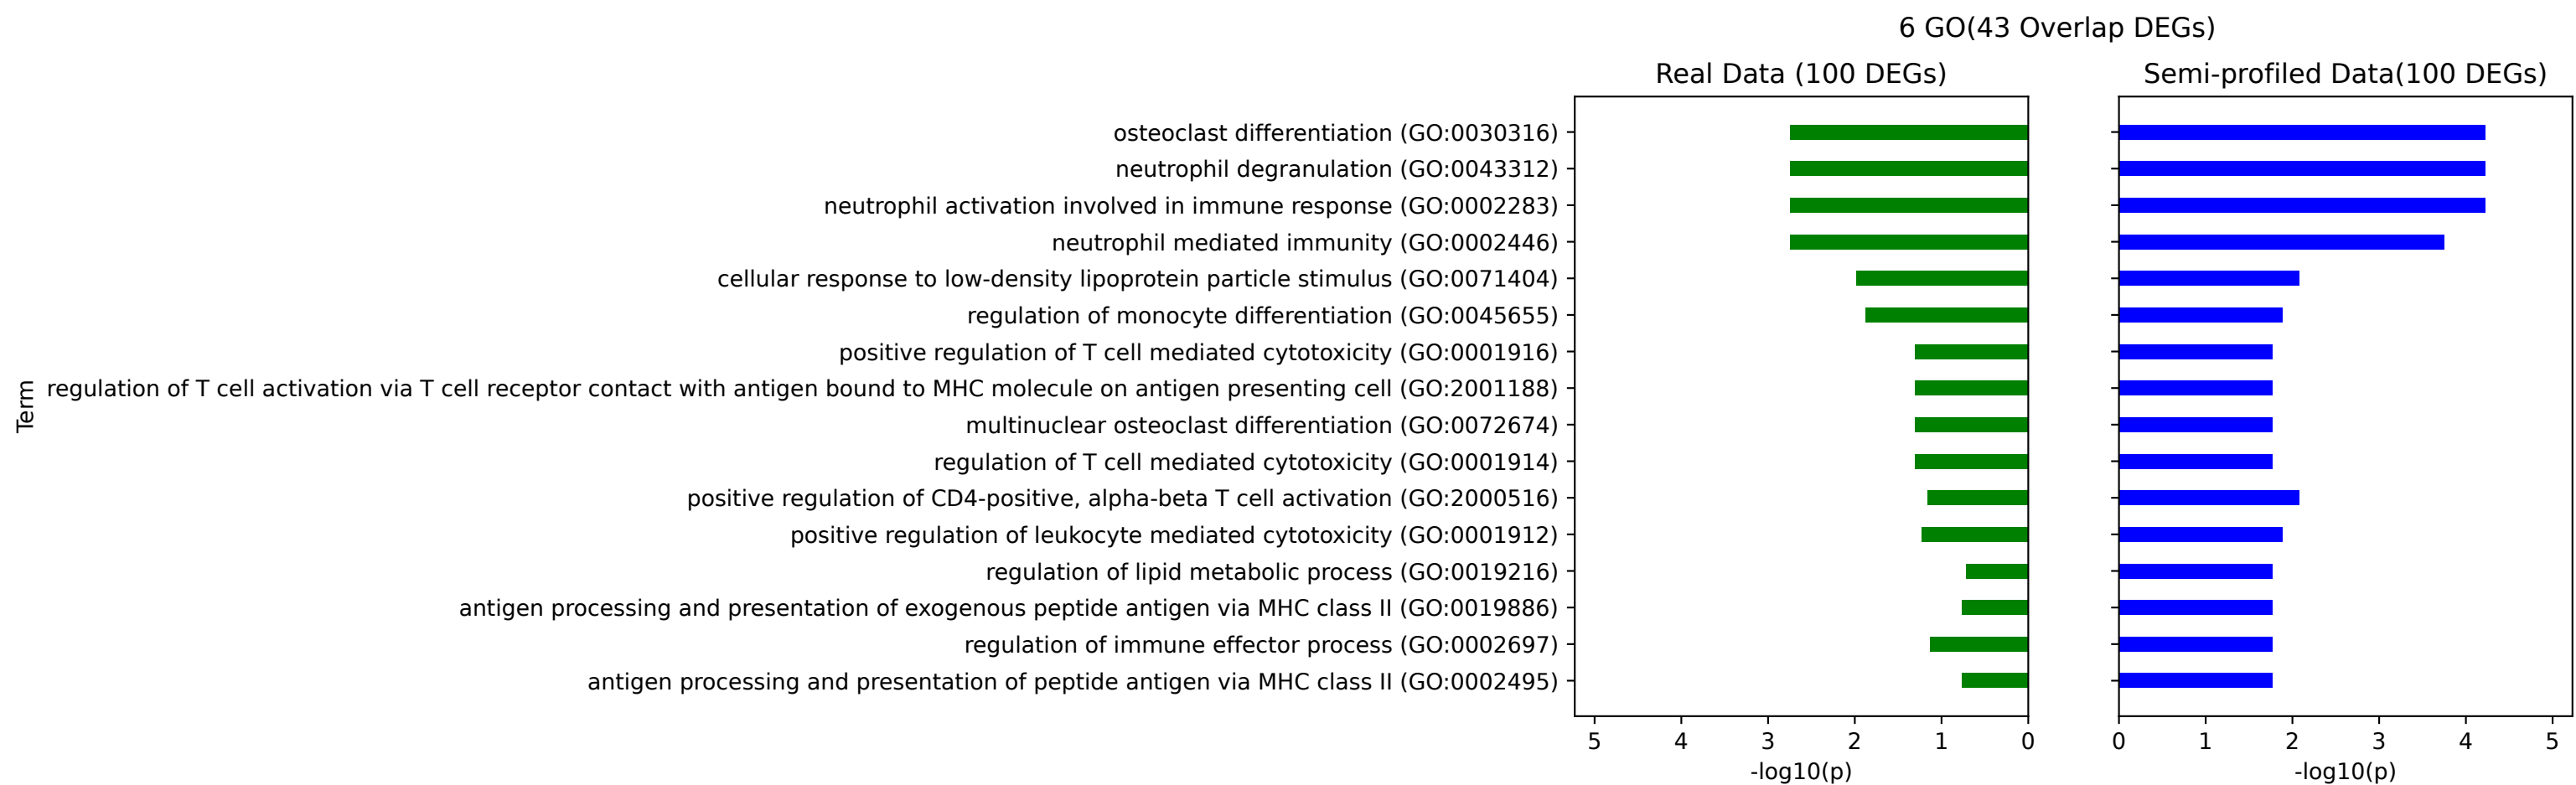 6 GO(43 Overlap DEGs)
Real Data (100 DEGs)
Semi-profiled Data(100 DEGs)
osteoclast differentiation (GO:0030316)
neutrophil degranulation (GO:0043312)
neutrophil activation involved in immune response (GO:0002283)
neutrophil mediated immunity (GO:0002446)
cellular response to low-density lipoprotein particle stimulus (GO:0071404)
regulation of monocyte differentiation (GO:0045655)
positive regulation of T cell mediated cytotoxicity (GO:0001916)
Term
regulation of T cell activation via T cell receptor contact with antigen bound to MHC molecule on antigen presenting cell (GO:2001188)
multinuclear osteoclast differentiation (GO:0072674)
regulation of T cell mediated cytotoxicity (GO:0001914)
positive regulation of CD4-positive, alpha-beta T cell activation (GO:2000516)
positive regulation of leukocyte mediated cytotoxicity (GO:0001912)
regulation of lipid metabolic process (GO:0019216)
antigen processing and presentation of exogenous peptide antigen via MHC class II (GO:0019886)
regulation of immune effector process (GO:0002697)
antigen processing and presentation of peptide antigen via MHC class II (GO:0002495)
5 4 3 2 1 0
0 1 2 3 4 5
-log10(p)
-log10(p)